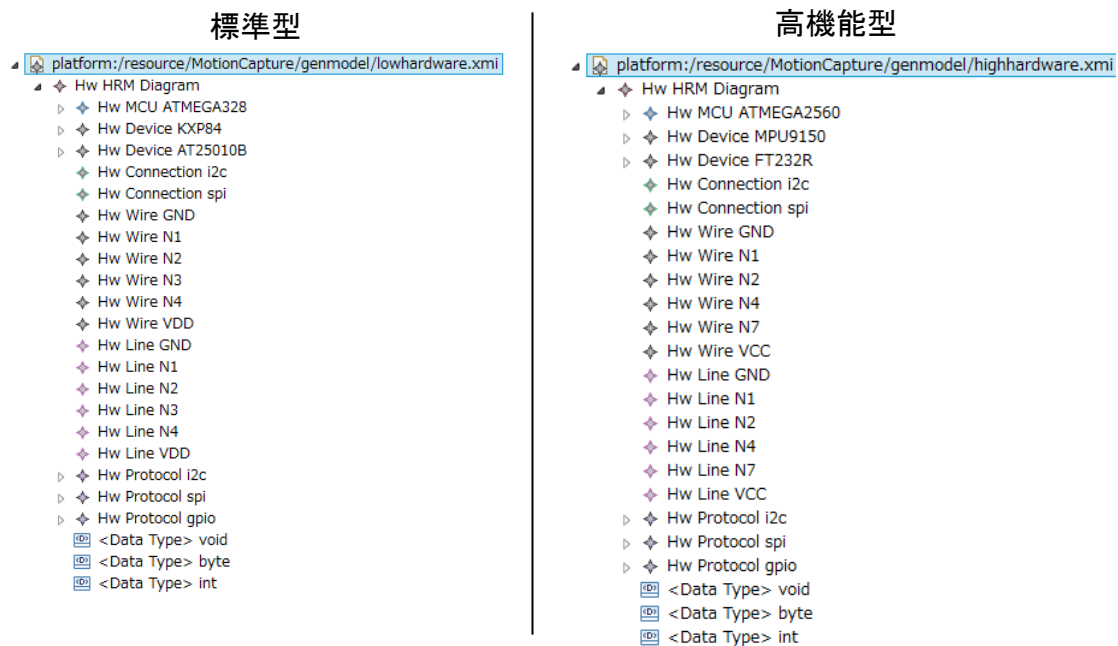 標準型
platform:/resource/MotionCapture/genmodel/lowhardware.xmi
Hw HRM Diagram
Hw MCU ATMEGA328
Hw Device KXP84
Hw Device AT25010B
Hw Connection i2c
Hw Connection spi
Hw Wire GND
Hw Wire N1
Hw Wire N2
Hw Wire N3
Hw Wire N4
Hw Wire VDD
Hw Line GND
Hw Line N1
Hw Line N2
Hw Line N3
Hw Line N4
Hw Line VDD
Hw Protocol i2c
Hw Protocol spi
Hw Protocol gpio
<Data Type> void
<Data Type> byte
<Data Type> int
高機能型
platform:/resource/MotionCapture/genmodel/highhardware.xmi
Hw HRM Diagram
Hw MCU ATMEGA2560
Hw Device MPU9150
Hw Device FT232R
Hw Connection i2c
Hw Connection spi
Hw Wire GND
Hw Wire N1
Hw Wire N2
Hw Wire N4
Hw Wire N7
Hw Wire VCC
Hw Line GND
Hw Line N1
Hw Line N2
Hw Line N4
Hw Line N7
Hw Line VCC
Hw Protocol i2c
Hw Protocol spi
Hw Protocol gpio
<Data Type> void
<Data Type> byte
<Data Type> int